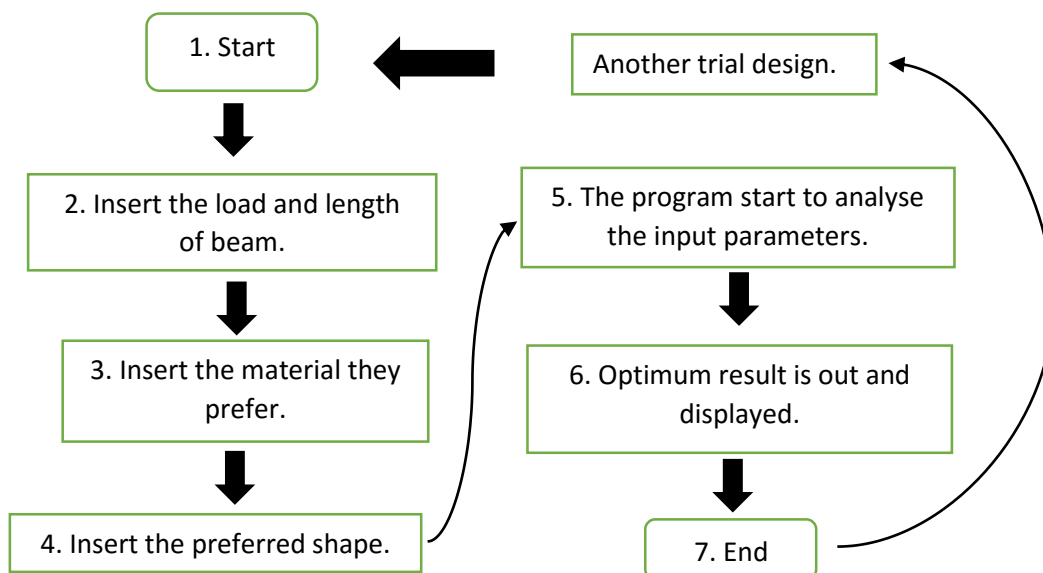 1. Start
2. Insert the load and length
of beam.
3. Insert the material they
prefer.
4. Insert the preferred shape.
5. The program start to analyse
the input parameters.
6. Optimum result is out and
displayed.
7. End
Another trial design.